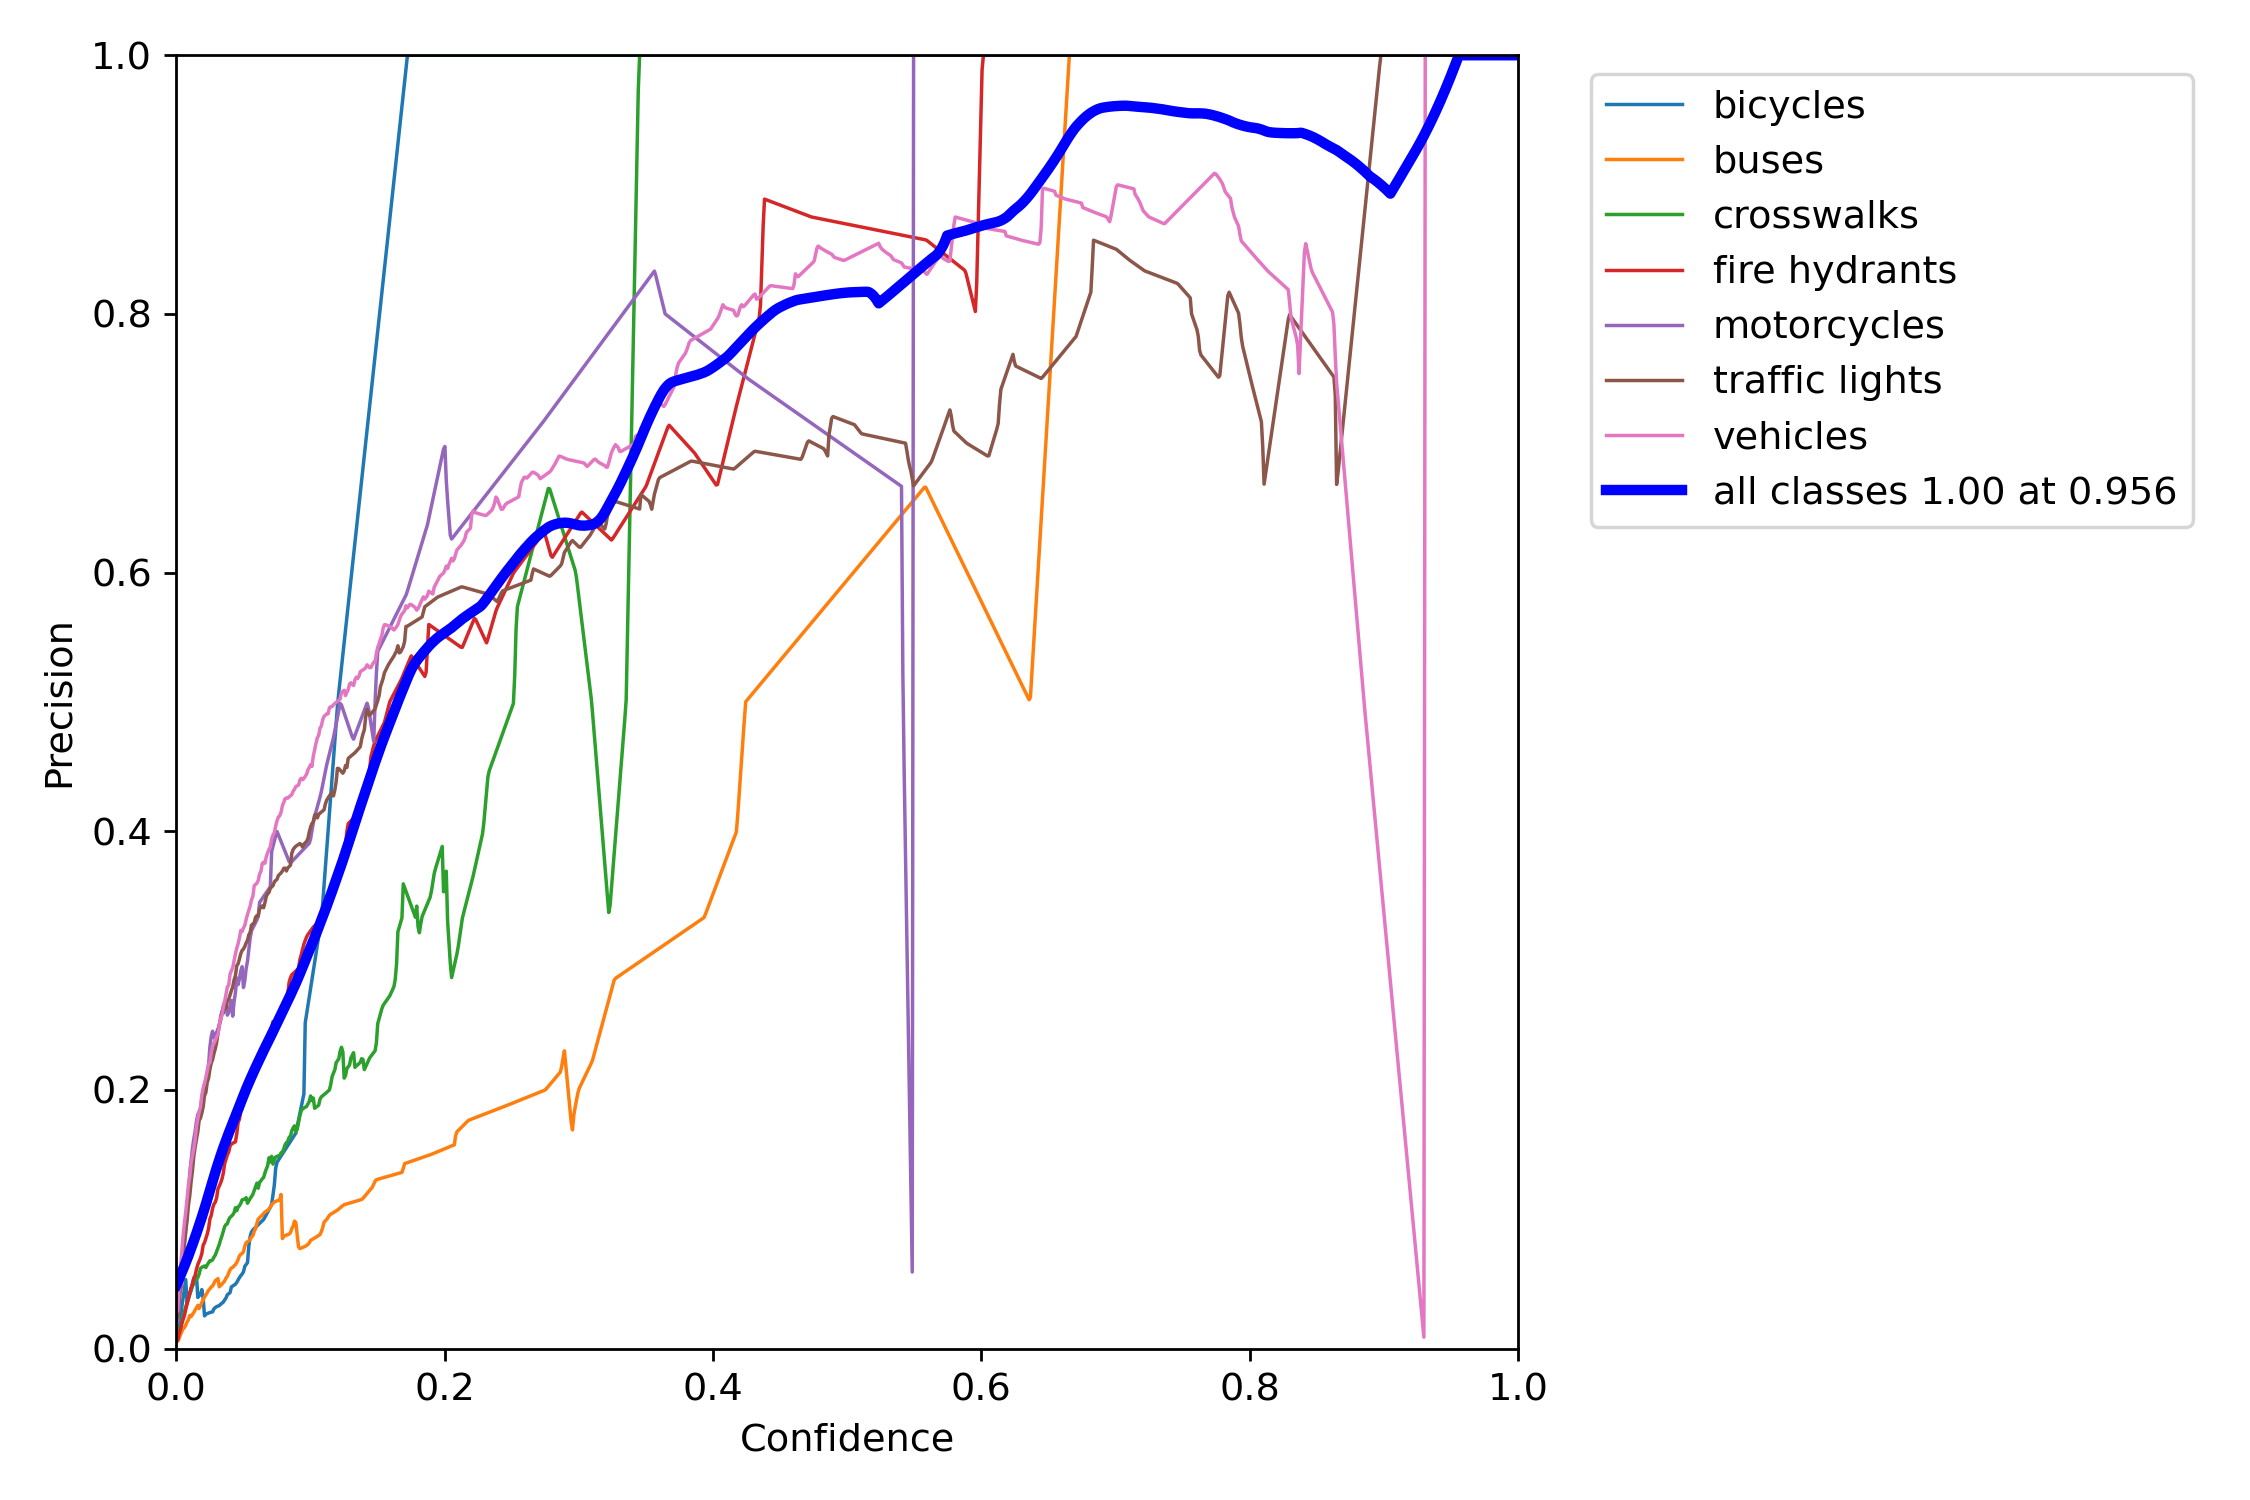 1.0
0.8
0.6
0.4
0.2
0.0
Precision
0.0 0.2 0.4 0.6 0.8 1.0
Confidence
bicycles
buses
crosswalks
fire hydrants
motorcycles
traffic lights
vehicles
all classes 1.00 at 0.956